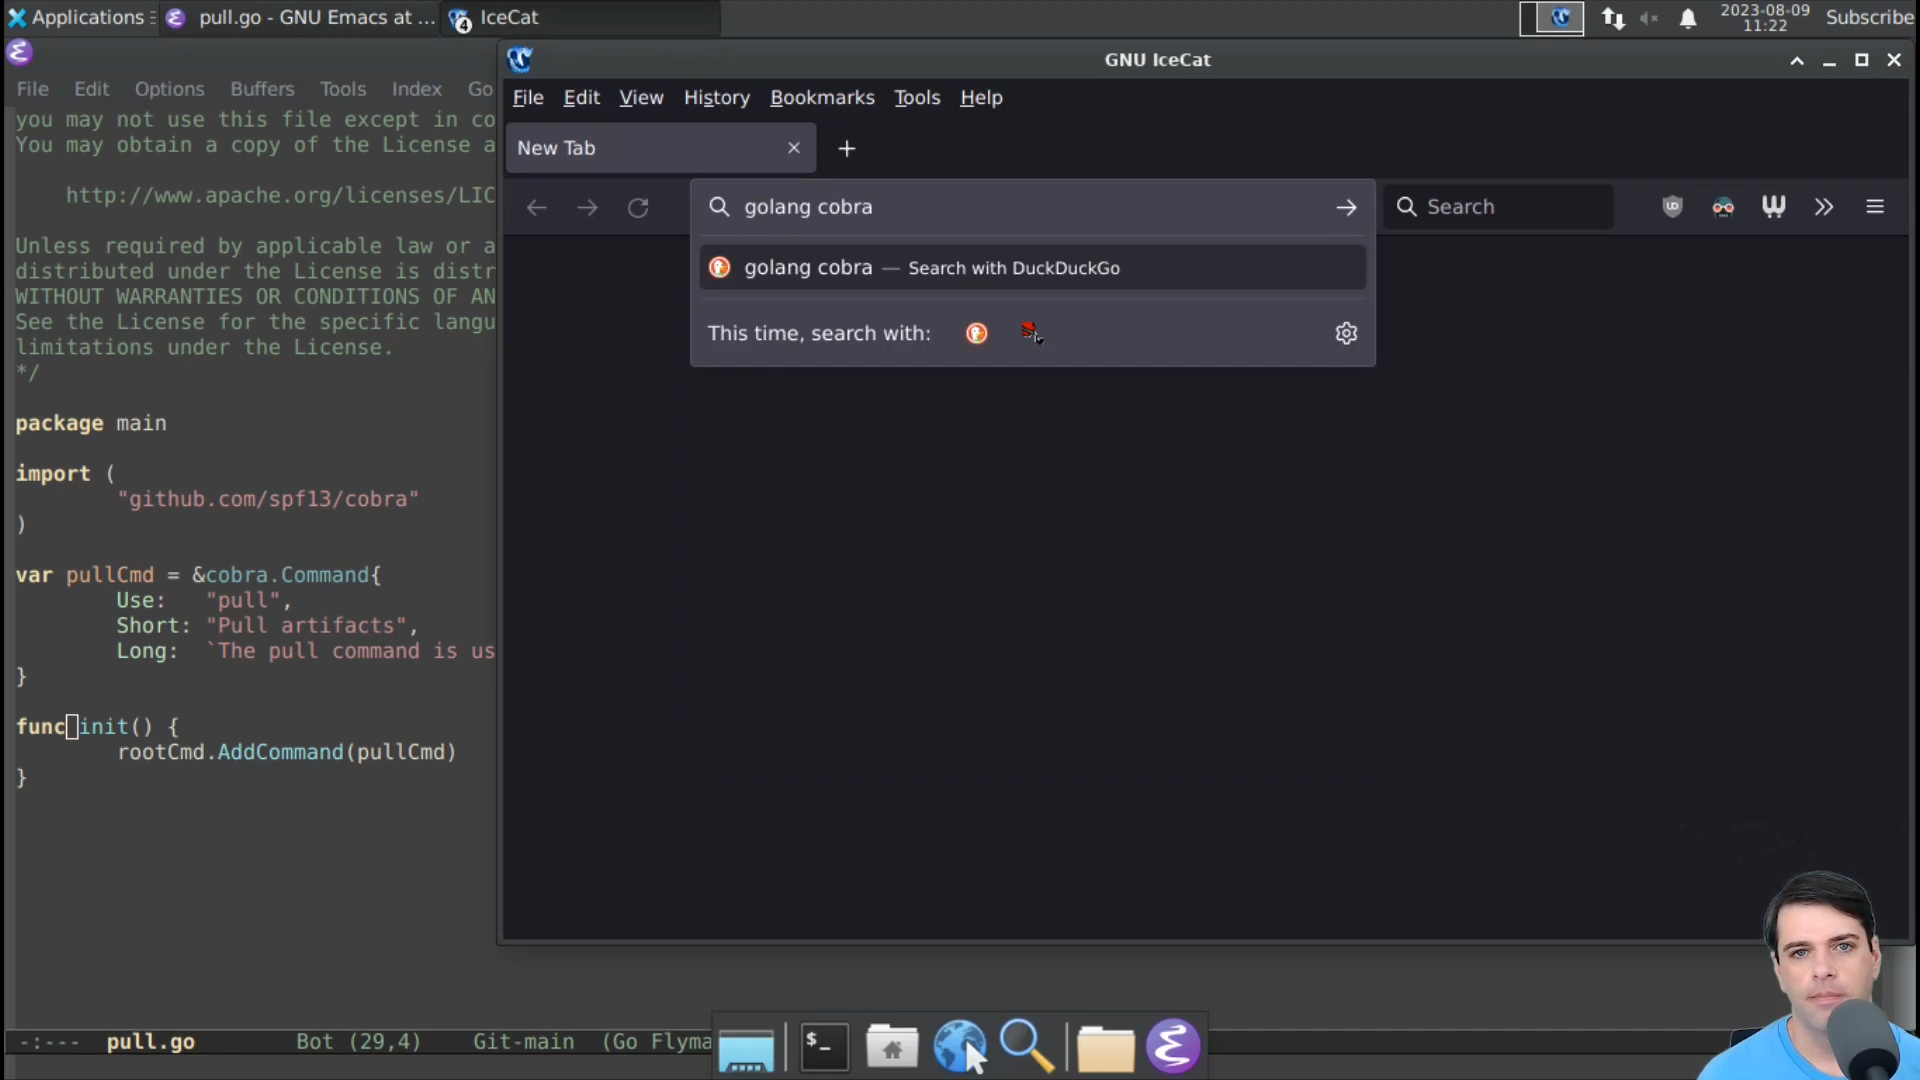 Applications
pull.go - GNU Emacs at ...
4
IceCat
2023-08-09
11:22
Subscribe
GNU IceCat
File Edit Options Buffers Tools Index Go
File Edit View History Bookmarks Tools Help
New Tab
golang cobra
Search
golang cobra — Search with DuckDuckGo
This time, search with:
you may not use this file except in co
You may obtain a copy of the License a
http://www.apache.org/licenses/LIC
Unless required by applicable law or a
distributed under the License is distr
WITHOUT WARRANTIES OR CONDITIONS OF AN
See the License for the specific langu
limitations under the License.
*/
package main
import (
"github.com/spf13/cobra"
)
var pullCmd = &cobra.Command{
Use: "pull",
Short: "Pull artifacts",
Long: `The pull command is us
}
func init() {
rootCmd.AddCommand(pullCmd)
}
-:--- pull.go Bot (29,4) Git-main (Go Flyma
$_